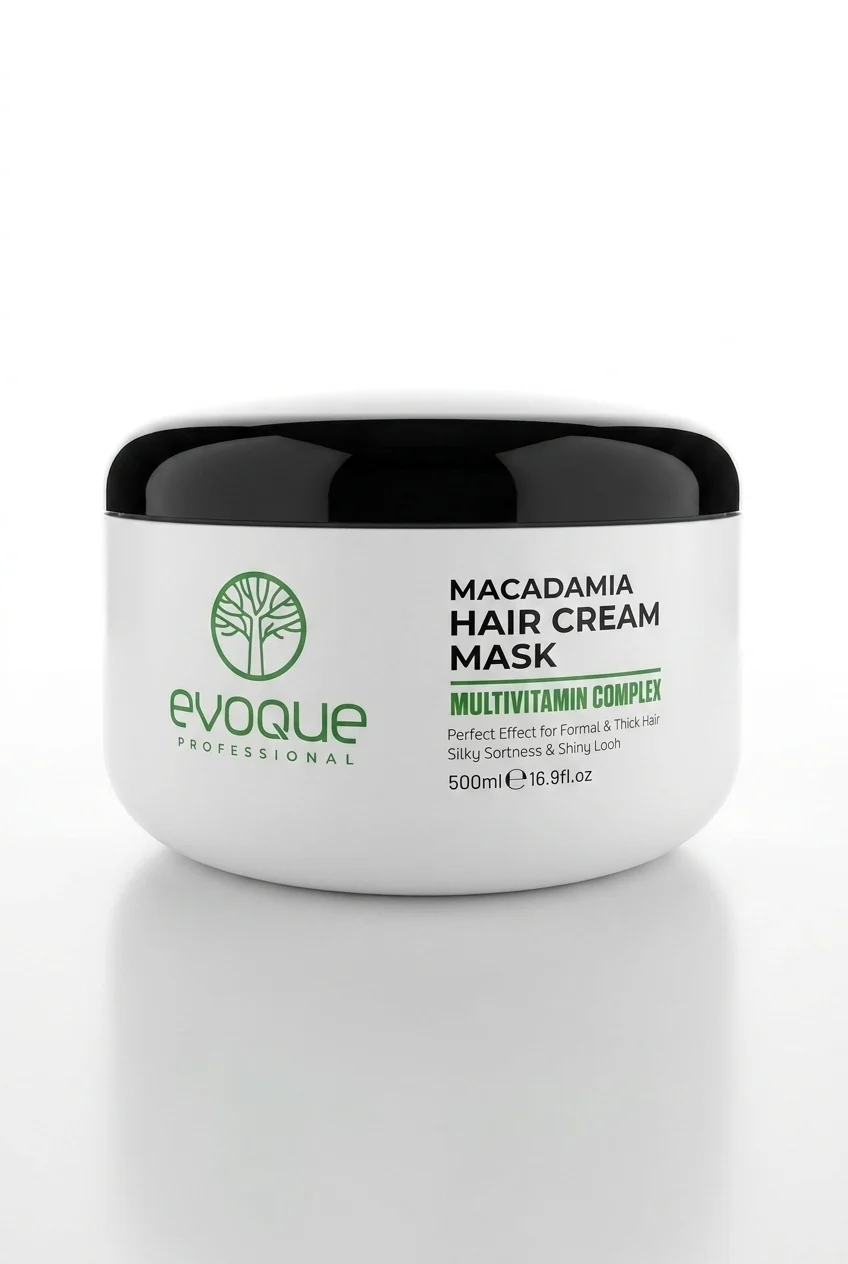 evoque
PROFESSIONAL
MACADAMIA
HAIR CREAM
MASK
MULTIVITAMIN COMPLEX
Perfect Effect for Formal & Thick Hair
Silky Sortness & Shiny Looh
500ml ℮ 16.9fl.oz